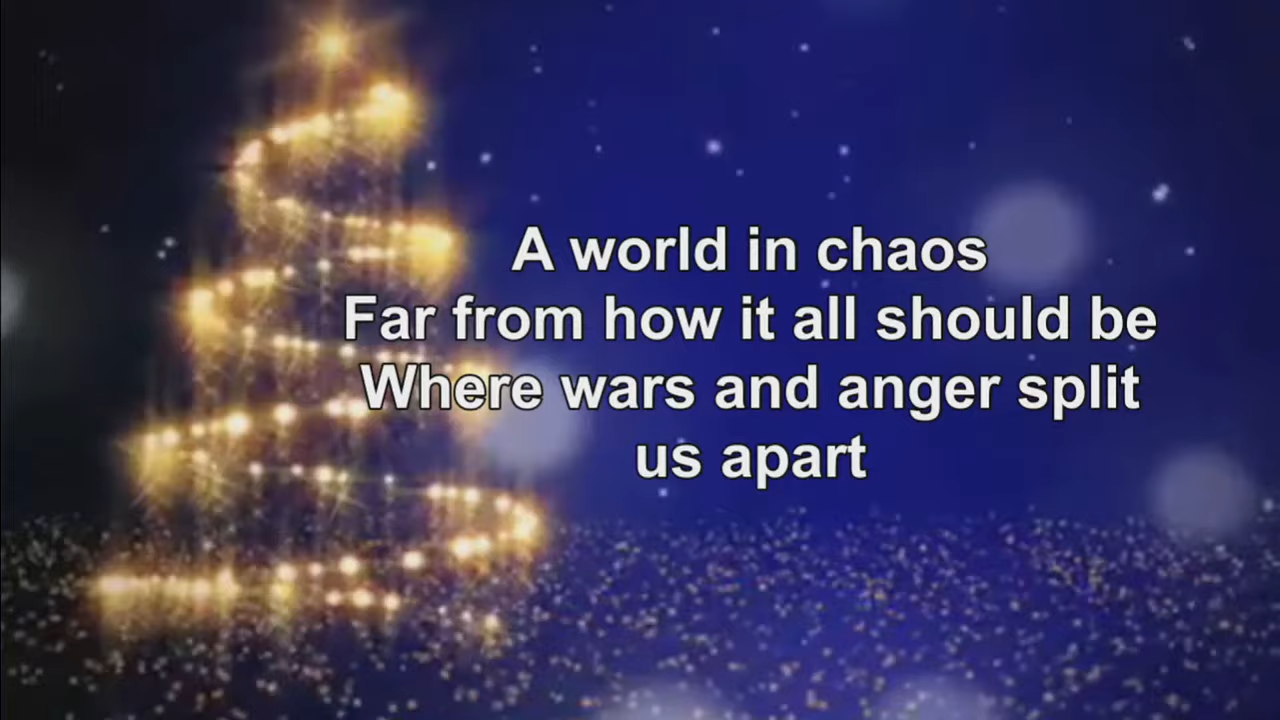 A world in chaos
Far from how it all should be
Where wars and anger split
us apart